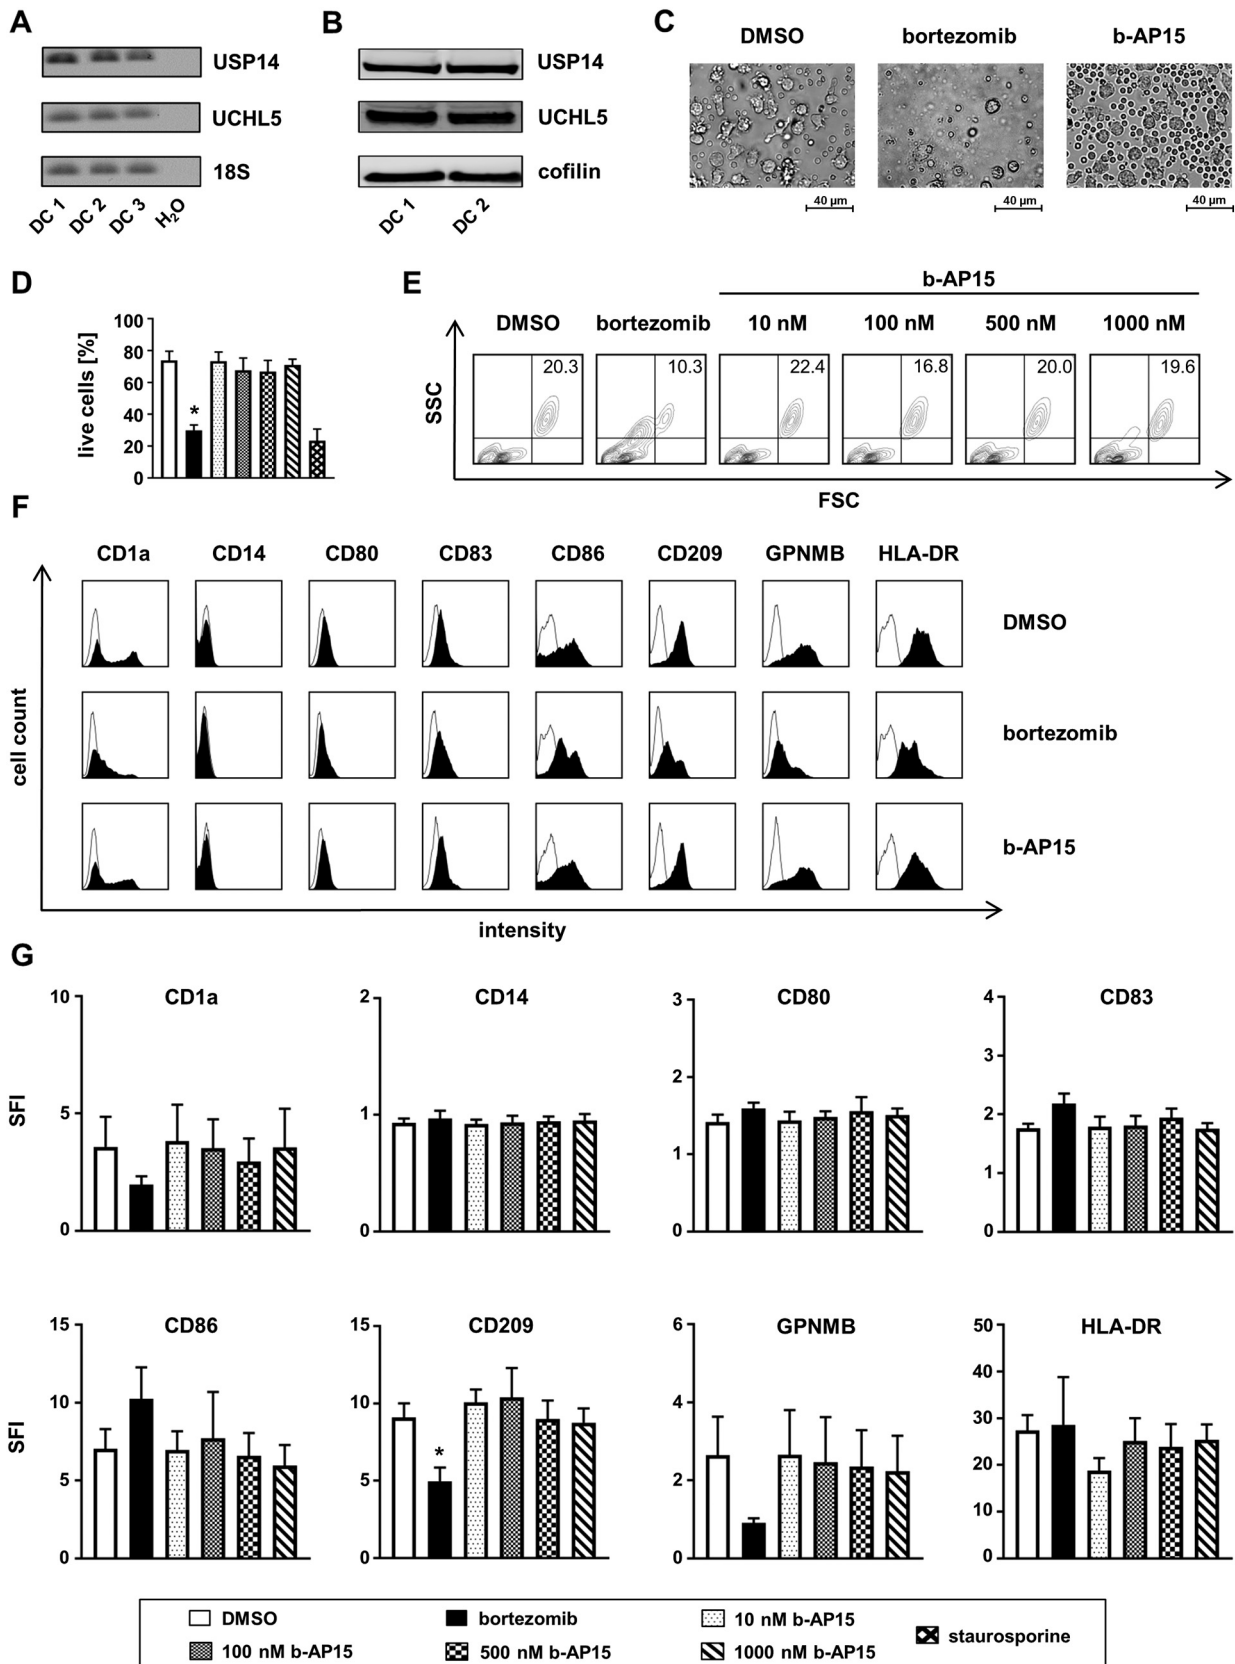 A
USP14
UCHL5
18S
DC 1
DC 2
DC 3
H2O
B
USP14
UCHL5
cofilin
DC 1
DC 2
C
DMSO
bortezomib
b-AP15
40 µm
40 µm
40 µm
D
live cells [%]
100
80
60
40
20
0
*
E
b-AP15
DMSO
bortezomib
10 nM
100 nM
500 nM
1000 nM
SSC
20.3
10.3
22.4
16.8
20.0
19.6
FSC
F
CD1a
CD14
CD80
CD83
CD86
CD209
GPNMB
HLA-DR
DMSO
bortezomib
b-AP15
cell count
intensity
G
CD1a
SFI
10
5
0
CD14
2
1
0
CD80
3
2
1
0
CD83
4
3
2
1
0
CD86
SFI
15
10
5
0
CD209
15
10
5
0
*
GPNMB
6
4
2
0
HLA-DR
50
40
30
20
10
0
DMSO
bortezomib
10 nM b-AP15
staurosporine
100 nM b-AP15
500 nM b-AP15
1000 nM b-AP15